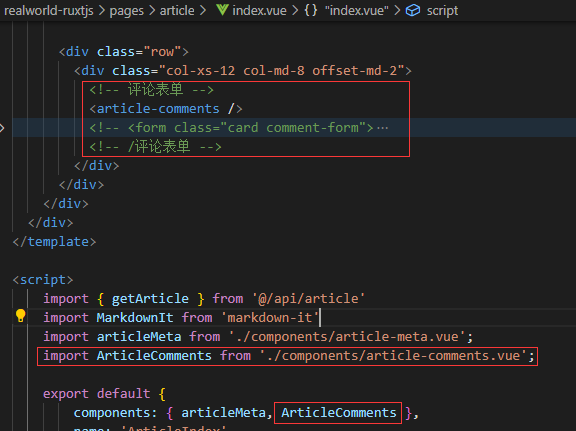 realworld-ruxtjs > pages > article > index.vue > {} "index.vue" > script
<div class="row">
<div class="col-xs-12 col-md-8 offset-md-2">
<!-- 评论表单 -->
<article-comments />
<!-- <form class="card comment-form">…
<!-- /评论表单 -->
</div>
</div>
</div>
</div>
</template>
<script>
import { getArticle } from '@/api/article'
import MarkdownIt from 'markdown-it'
import articleMeta from './components/article-meta.vue';
import ArticleComments from './components/article-comments.vue';
export default {
components: { articleMeta, ArticleComments },
name: 'ArticleIndex'